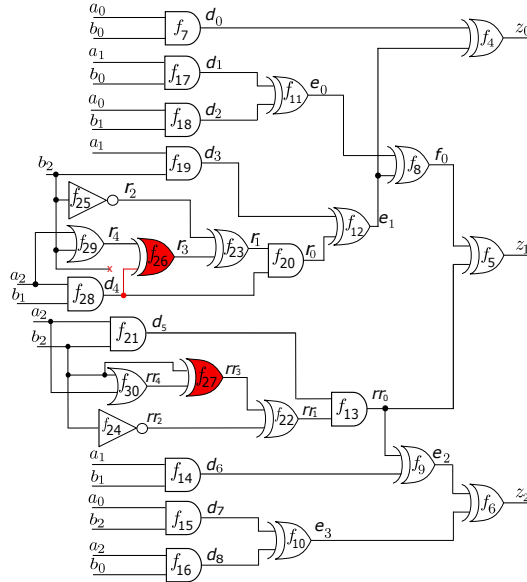 a₀ d₀ z₀
b₀ f₇ f₄
a₁ d₁
b₀ f₁₇ e₀
f₁₁
a₀ d₂
b₁ f₁₈
a₁ d₃ f₀
b₂ f₁₉ f₈
f₂₅ r₂ e₁
f₁₂
f₂₉ r₄ f₂₆ r₃ f₂₃ r₁ f₂₀ r₀ f₅ z₁
x
a₂ d₄
b₁ f₂₈
a₂ d₅
b₂ f₂₁
f₃₀ rr₄ f₂₇ rr₃
f₂₄ rr₂ f₂₂ rr₁ f₁₃ rr₀
a₁ d₆ e₂
b₁ f₁₄ f₉
a₀ d₇ z₂
b₂ f₁₅ f₆
f₁₀ e₃
a₂ d₈
b₀ f₁₆